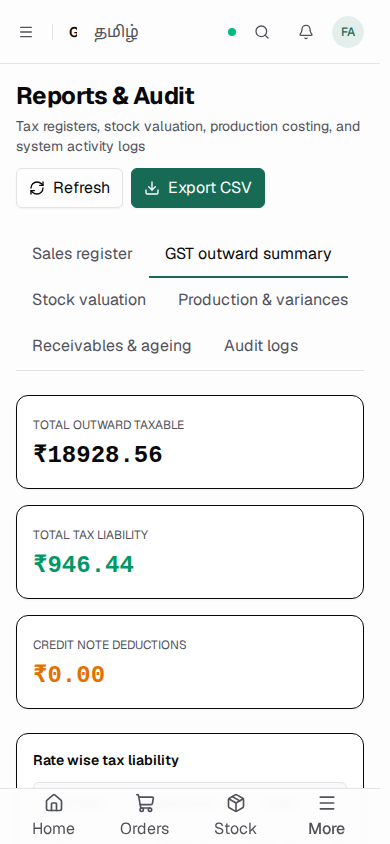 தமிழ்
FA
Reports & Audit
Tax registers, stock valuation, production costing, and
system activity logs
Refresh
Export CSV
Sales register
GST outward summary
Stock valuation
Production & variances
Receivables & ageing
Audit logs
TOTAL OUTWARD TAXABLE
₹18928.56
TOTAL TAX LIABILITY
₹946.44
CREDIT NOTE DEDUCTIONS
₹0.00
Rate wise tax liability
Home
Orders
Stock
More